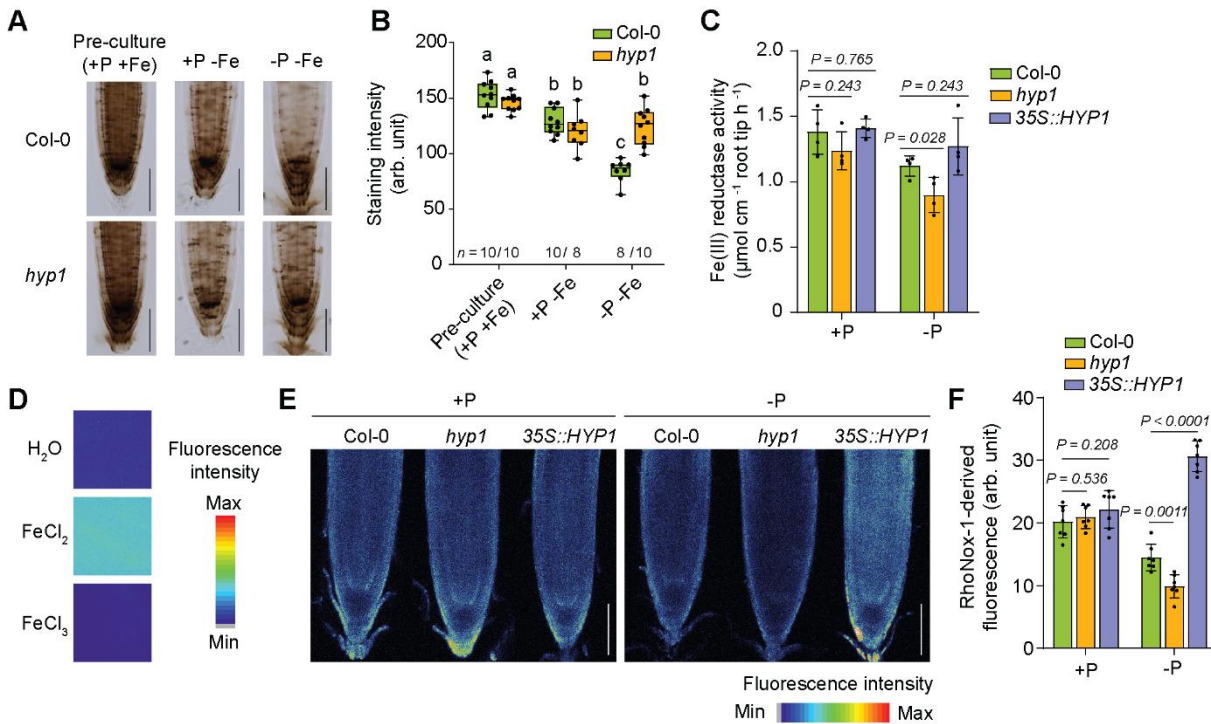 A
Pre-culture
(+P +Fe)
+P -Fe
-P -Fe
Col-0
hyp1
B
Col-0
hyp1
Staining intensity
(arb. unit)
200
150
100
50
0
a
a
b
b
c
b
n = 10/10
10/ 8
8 /10
Pre-culture
(+P +Fe)
+P -Fe
-P -Fe
C
Fe(III) reductase activity
(µmol cm⁻¹ root tip h⁻¹)
2.0
1.5
1.0
1.5
0
P = 0.765
P = 0.243
P = 0.243
P = 0.028
+P
-P
Col-0
hyp1
35S::HYP1
D
H₂O
FeCl₂
FeCl₃
Fluorescence
intensity
Max
Min
E
+P
-P
Col-0
hyp1
35S::HYP1
Col-0
hyp1
35S::HYP1
Fluorescence intensity
Min
Max
F
Col-0
hyp1
35S::HYP1
RhoNox-1-derived
fluorescence (arb. unit)
40
30
20
10
0
P = 0.208
P = 0.536
P < 0.0001
P = 0.0011
+P
-P